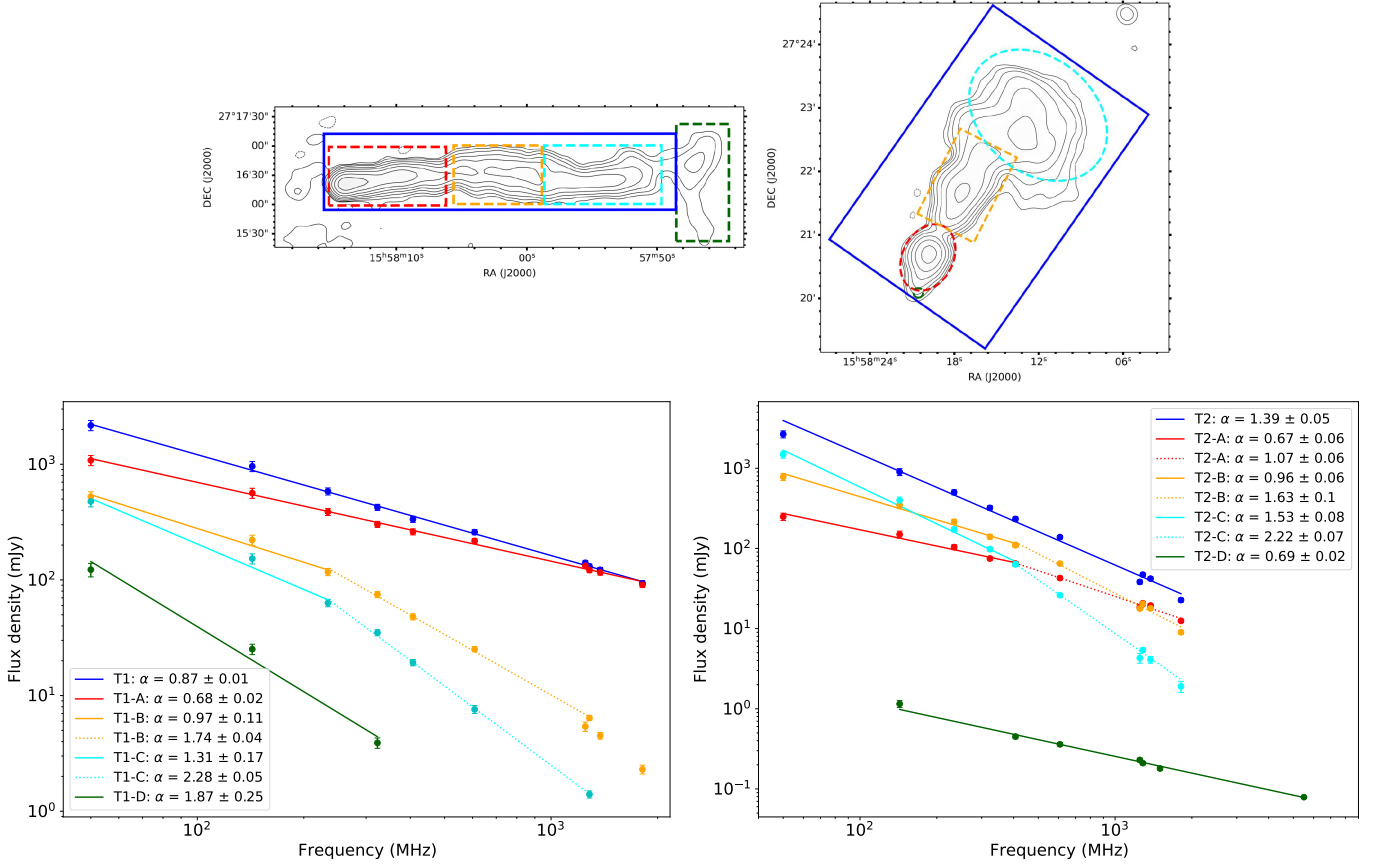 27°17'30"
00"
16'30"
00"
15'30"
DEC (J2000)
15ʰ58ᵐ10ˢ
00ˢ
57ᵐ50ˢ
RA (J2000)
27°24'
23'
22'
21'
20'
DEC (J2000)
15ʰ58ᵐ24ˢ
18ˢ
12ˢ
06ˢ
RA (J2000)
10³
10²
10¹
10⁰
Flux density (mJy)
T1: α = 0.87 ± 0.01
T1-A: α = 0.68 ± 0.02
T1-B: α = 0.97 ± 0.11
T1-B: α = 1.74 ± 0.04
T1-C: α = 1.31 ± 0.17
T1-C: α = 2.28 ± 0.05
T1-D: α = 1.87 ± 0.25
10²
10³
Frequency (MHz)
10³
10²
10¹
10⁰
10⁻¹
Flux density (mJy)
T2: α = 1.39 ± 0.05
T2-A: α = 0.67 ± 0.06
T2-A: α = 1.07 ± 0.06
T2-B: α = 0.96 ± 0.06
T2-B: α = 1.63 ± 0.1
T2-C: α = 1.53 ± 0.08
T2-C: α = 2.22 ± 0.07
T2-D: α = 0.69 ± 0.02
10²
10³
Frequency (MHz)